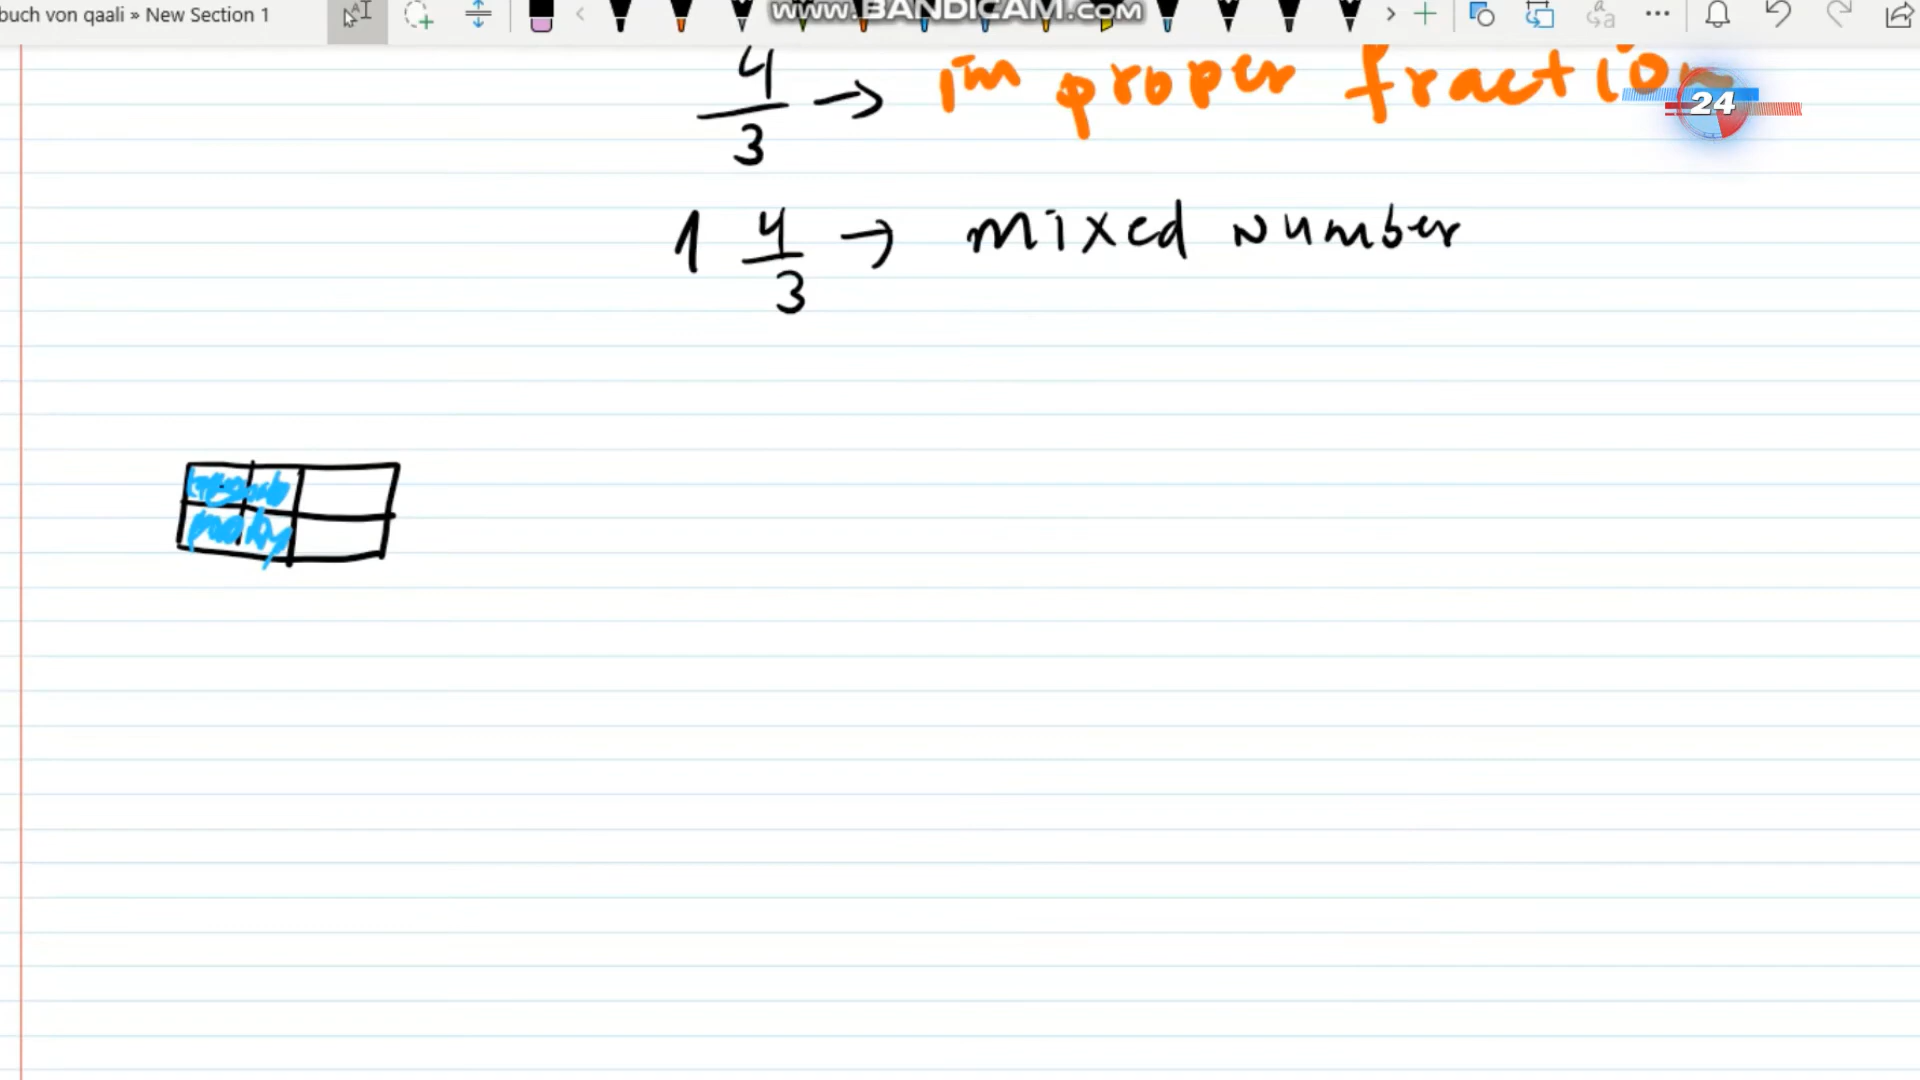 buch von qaali » New Section 1
www.BANDICAM.com
4/3 → im proper fraction
24
1 4/3 → mixed number